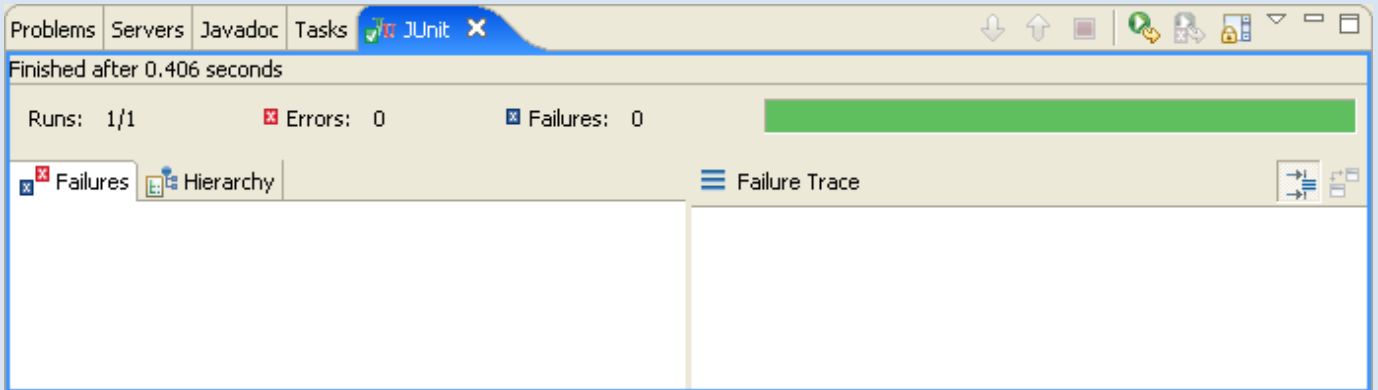 Problems Servers Javadoc Tasks JUnit
Finished after 0.406 seconds
Runs: 1/1 Errors: 0 Failures: 0
Failures Hierarchy Failure Trace